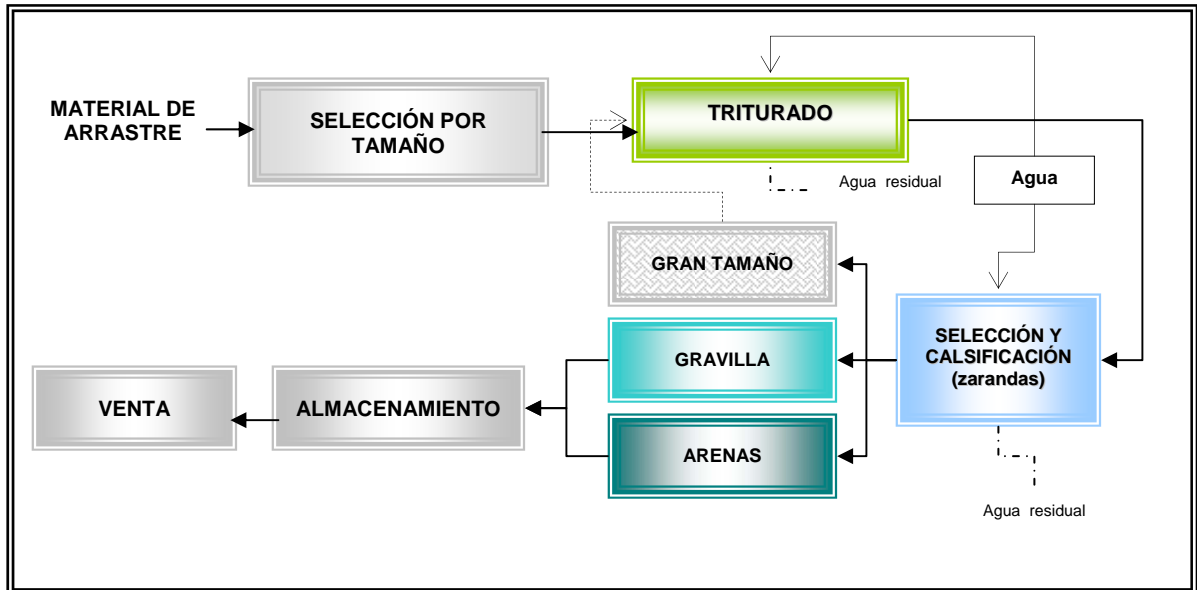 MATERIAL DE
ARRASTRE
SELECCIÓN POR
TAMAÑO
TRITURADO
Agua residual
Agua
GRAN TAMAÑO
SELECCIÓN Y
CALSIFICACIÓN
(zarandas)
GRAVILLA
VENTA
ALMACENAMIENTO
ARENAS
Agua residual